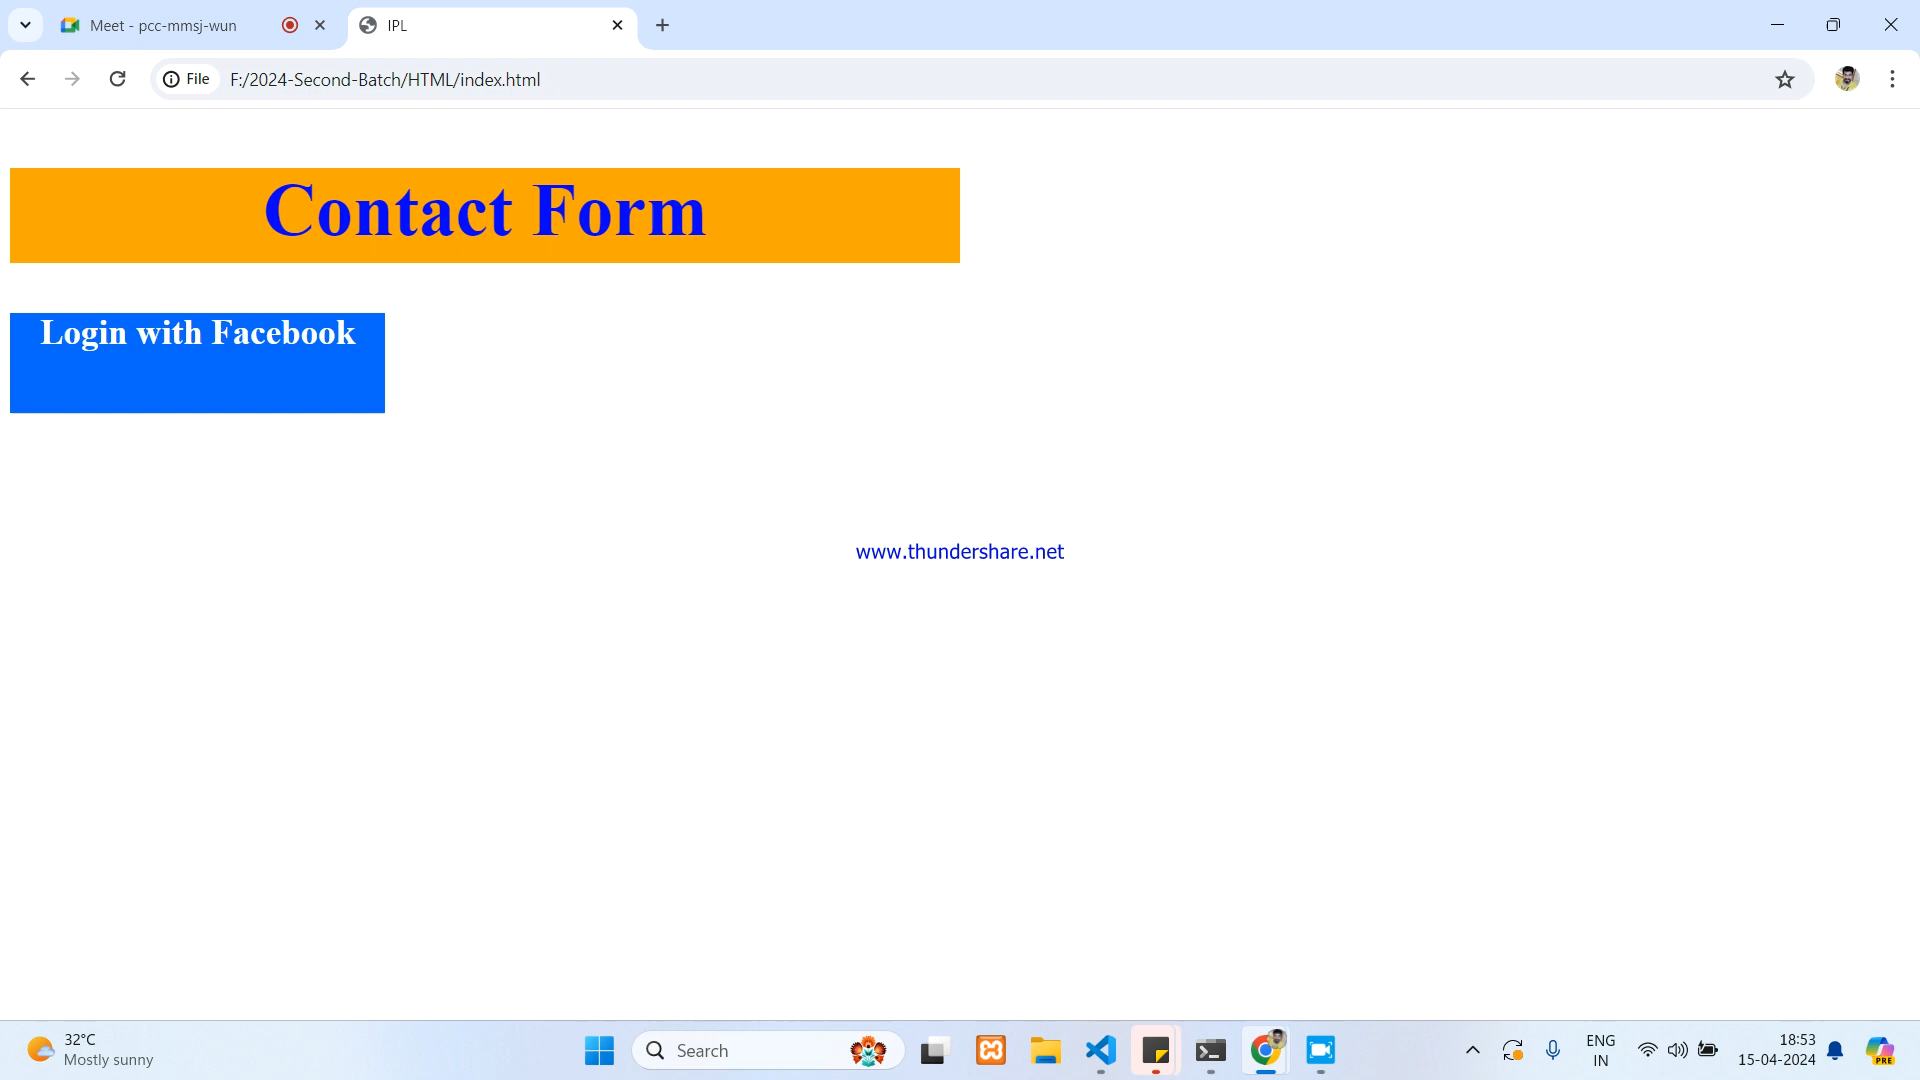 Meet - pcc-mmsj-wun
IPL
File
F:/2024-Second-Batch/HTML/index.html
Contact Form
Login with Facebook
www.thundershare.net
32°C
Mostly sunny
Search
ENG
IN
18:53
15-04-2024
PRE